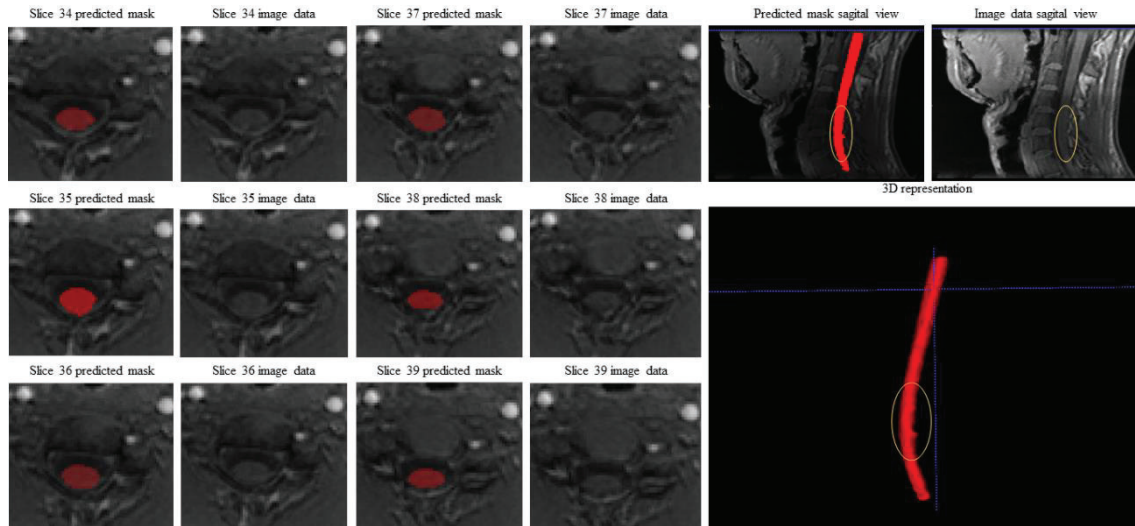 Slice 34 predicted mask
Slice 34 image data
Slice 37 predicted mask
Slice 37 image data
Predicted mask sagital view
Image data sagital view
3D representation
Slice 35 predicted mask
Slice 35 image data
Slice 38 predicted mask
Slice 38 image data
Slice 36 predicted mask
Slice 36 image data
Slice 39 predicted mask
Slice 39 image data